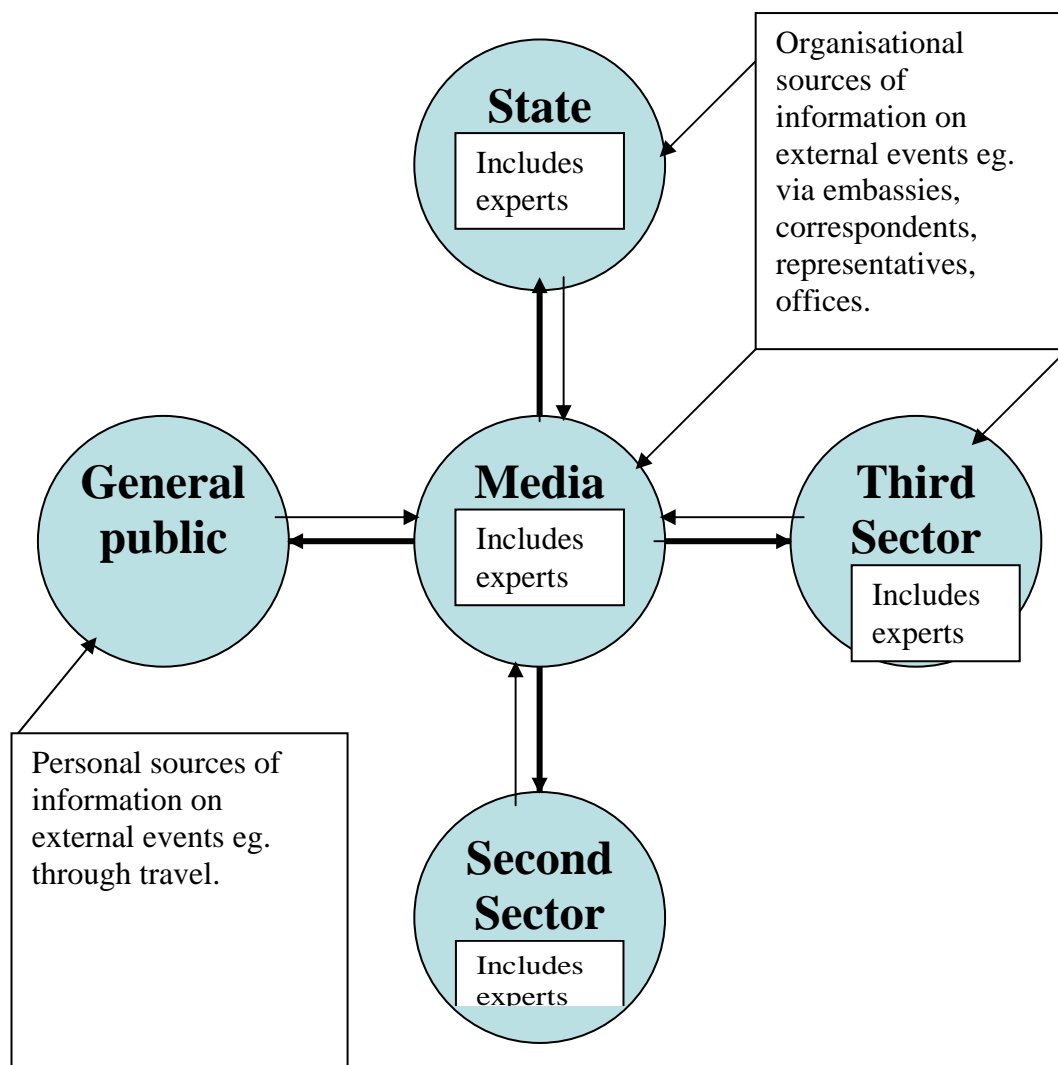 State
Includes
experts
Organisational
sources of
information on
external events eg.
via embassies,
correspondents,
representatives,
offices.
General
public
Media
Includes
experts
Third
Sector
Includes
experts
Personal sources of
information on
external events eg.
through travel.
Second
Sector
Includes
experts